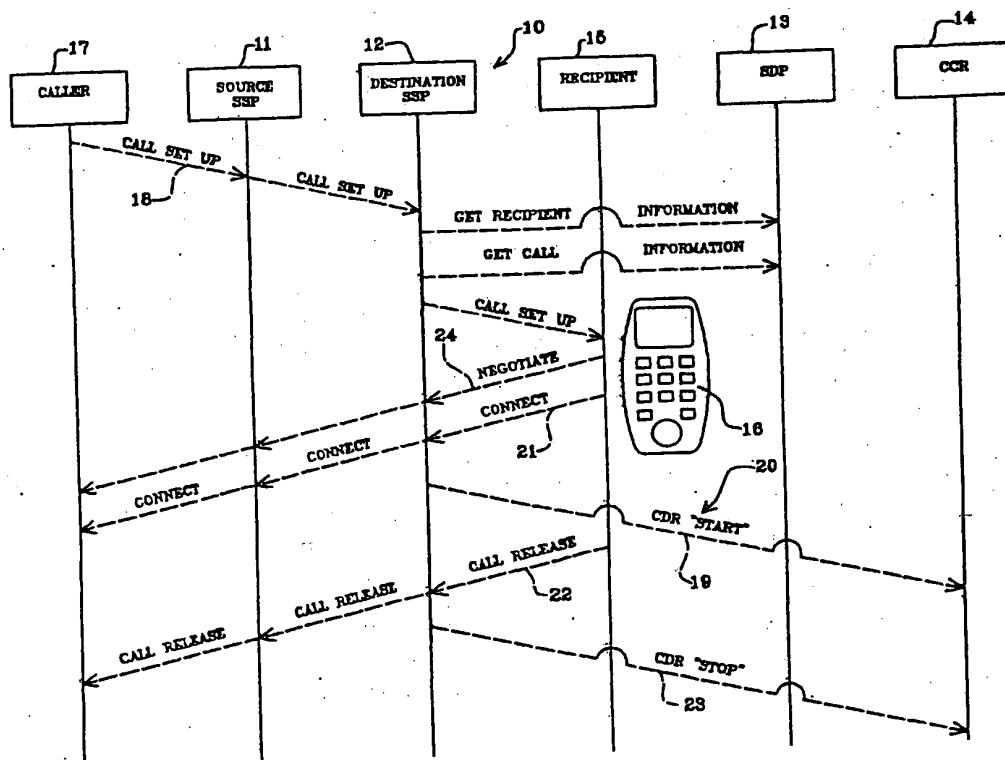 17
11
12
10
15
13
14
CALLER
SOURCE
SSP
DESTINATION
SSP
RECIPIENT
SDP
CCR
CALL SET UP
18
CALL SET UP
GET RECIPIENT INFORMATION
GET CALL INFORMATION
CALL SET UP
24
NEGOTIATE
CONNECT
16
21
CONNECT
20
CONNECT
CDR "START"
19
CALL RELEASE
22
CALL RELEASE
CALL RELEASE
CDR "STOP"
23